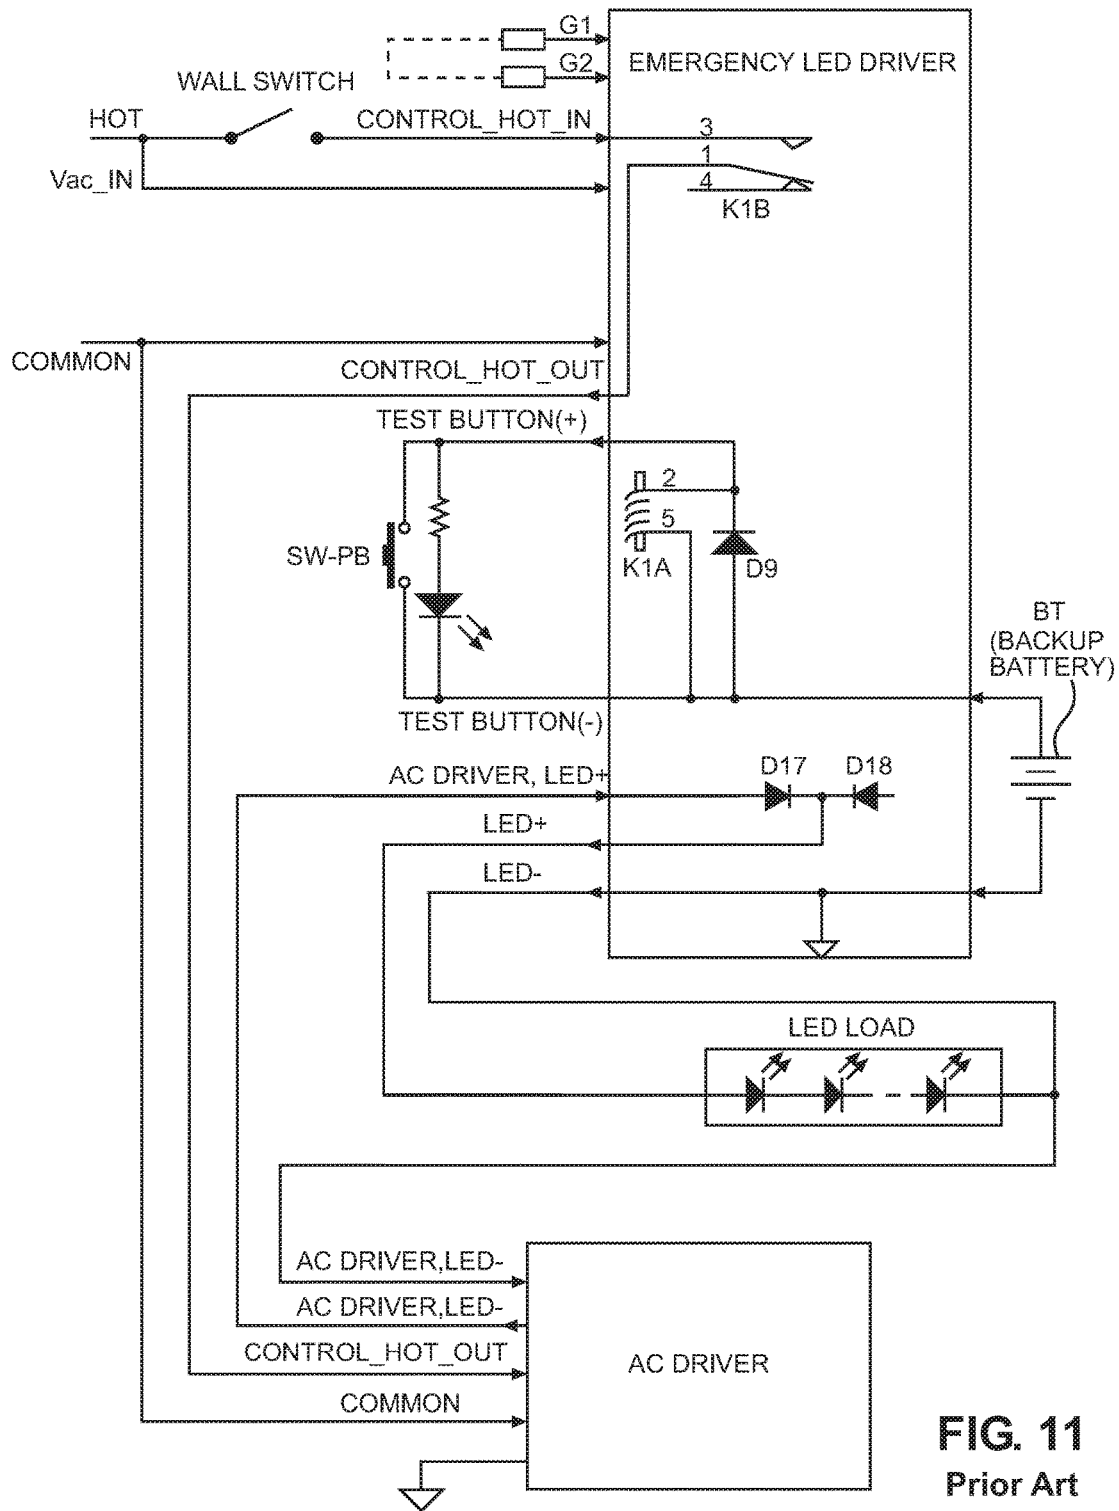 G1
G2
EMERGENCY LED DRIVER
WALL SWITCH
HOT
CONTROL_HOT_IN
3
1
Vac_IN
4
K1B
COMMON
CONTROL_HOT_OUT
TEST BUTTON(+)
2
5
SW-PB
K1A
D9
BT
(BACKUP
BATTERY)
TEST BUTTON(-)
AC DRIVER, LED+
D17
D18
LED+
LED-
LED LOAD
AC DRIVER,LED-
AC DRIVER,LED-
CONTROL_HOT_OUT
AC DRIVER
COMMON
FIG. 11
Prior Art